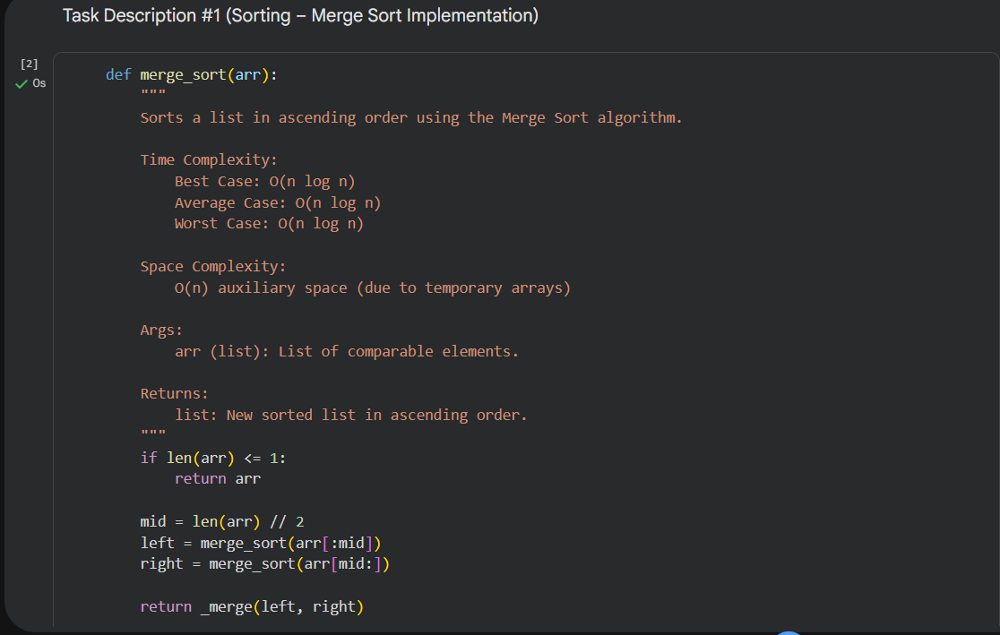 Task Description #1 (Sorting – Merge Sort Implementation)
[2]
0s
def merge_sort(arr):
"""
Sorts a list in ascending order using the Merge Sort algorithm.
Time Complexity:
Best Case: O(n log n)
Average Case: O(n log n)
Worst Case: O(n log n)
Space Complexity:
O(n) auxiliary space (due to temporary arrays)
Args:
arr (list): List of comparable elements.
Returns:
list: New sorted list in ascending order.
"""
if len(arr) <= 1:
return arr
mid = len(arr) // 2
left = merge_sort(arr[:mid])
right = merge_sort(arr[mid:])
return _merge(left, right)